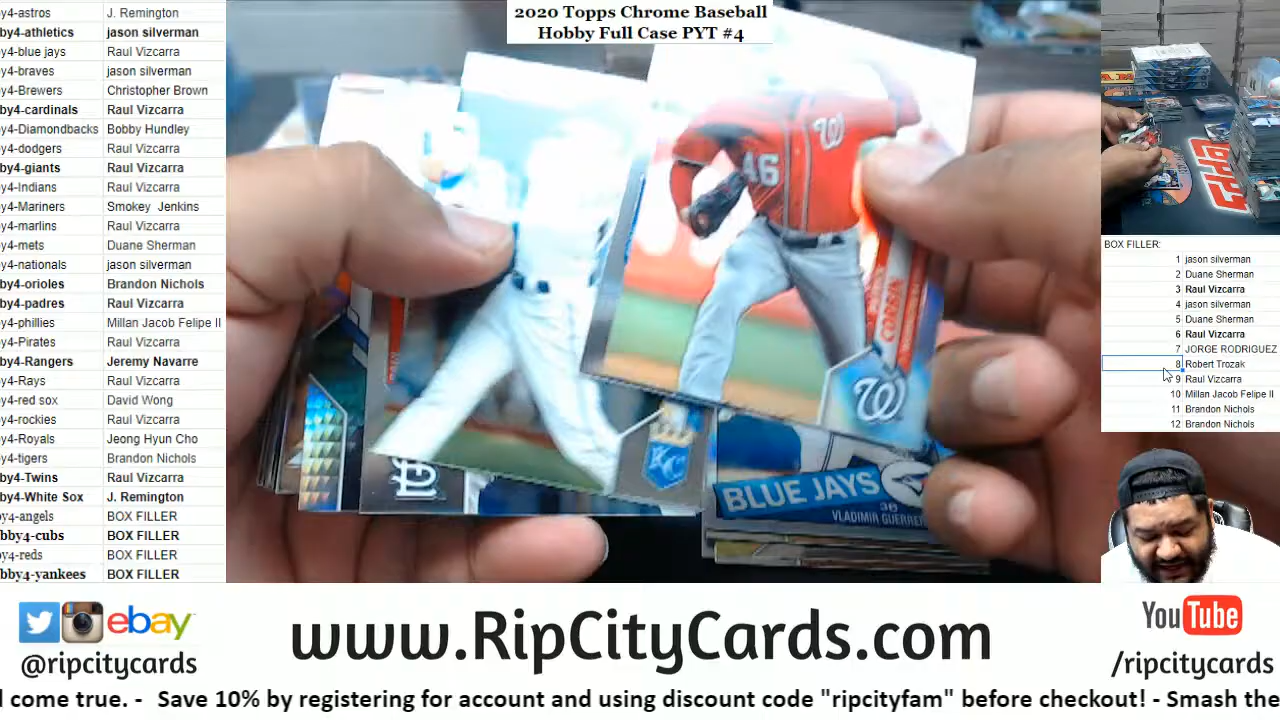 2020 Topps Chrome Baseball
Hobby Full Case PYT #4
y4-astros J. Remington
by4-athletics jason silverman
by4-blue jays Raul Vizcarra
y4-braves jason silverman
y4-Brewers Christopher Brown
by4-cardinals Raul Vizcarra
y4-Diamondbacks Bobby Hundley
y4-dodgers Raul Vizcarra
by4-giants Raul Vizcarra
y4-Indians Raul Vizcarra
y4-Mariners Smokey Jenkins
y4-marlins Raul Vizcarra
y4-mets Duane Sherman
y4-nationals jason silverman
by4-orioles Brandon Nichols
by4-padres Raul Vizcarra
y4-phillies Millan Jacob Felipe II
y4-Pirates Raul Vizcarra
by4-Rangers Jeremy Navarre
y4-Rays Raul Vizcarra
y4-red sox David Wong
y4-rockies Raul Vizcarra
y4-Royals Jeong Hyun Cho
y4-tigers Brandon Nichols
by4-Twins Raul Vizcarra
by4-White Sox J. Remington
y4-angels BOX FILLER
bby4-cubs BOX FILLER
y4-reds BOX FILLER
bby4-yankees BOX FILLER
W
46
CORBIN
W
KC
BLUE JAYS
VLADIMIR GUERRE
TOPPS
BOX FILLER:
1 jason silverman
2 Duane Sherman
3 Raul Vizcarra
4 jason silverman
5 Duane Sherman
6 Raul Vizcarra
7 JORGE RODRIGUEZ
8 Robert Trozak
9 Raul Vizcarra
10 Millan Jacob Felipe II
11 Brandon Nichols
12 Brandon Nichols
ebay
@ripcitycards
www.RipCityCards.com
YouTube
/ripcitycards
l come true. - Save 10% by registering for account and using discount code "ripcityfam" before checkout! - Smash the